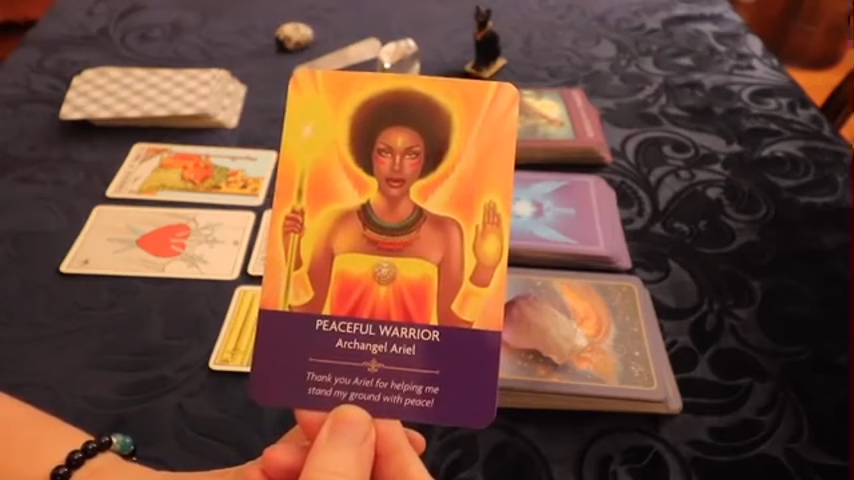 PEACEFUL WARRIOR
Archangel Ariel
Thank you Ariel for helping me
stand my ground with peace!